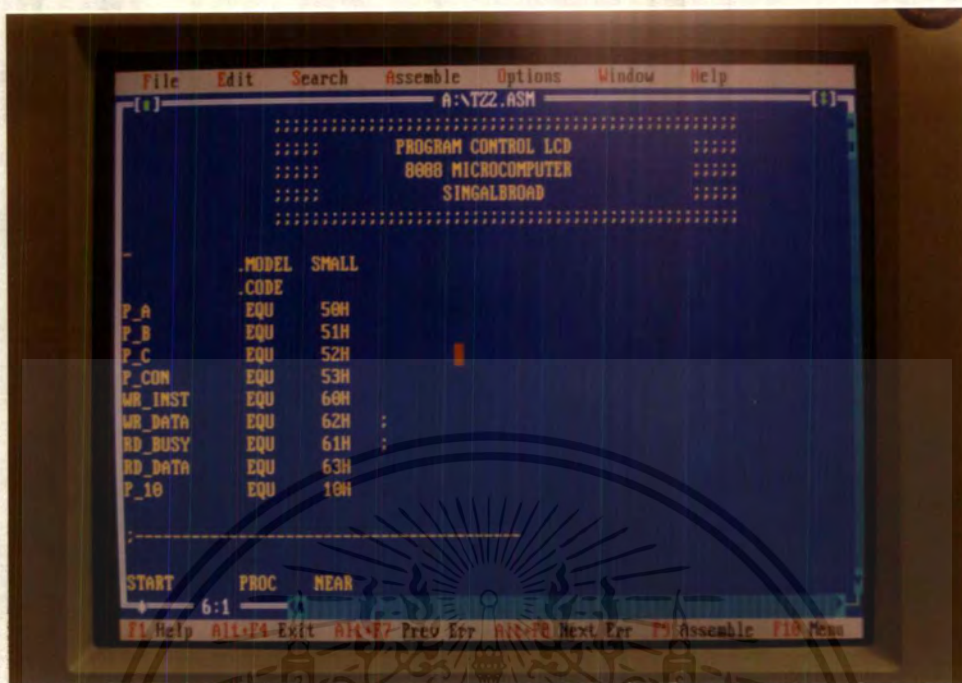 File Edit Search Assemble Options Window Help
[■] A:\TZ2.ASM [↕]
;;;;;;;;;;;;;;;;;;;;;;;;;;;;;;;;;;;;;;;;;;;;;;;;;;
;;;;; PROGRAM CONTROL LCD ;;;;;
;;;;; 8088 MICROCOMPUTER ;;;;;
;;;;; SINGALBROAD ;;;;;
;;;;;;;;;;;;;;;;;;;;;;;;;;;;;;;;;;;;;;;;;;;;;;;;;;
.MODEL SMALL
.CODE
P_A EQU 50H
P_B EQU 51H
P_C EQU 52H
P_CON EQU 53H
WR_INST EQU 60H
WR_DATA EQU 62H ;
RD_BUSY EQU 61H ;
RD_DATA EQU 63H
P_10 EQU 10H
;------------------------------------------
START PROC NEAR
6:1
F1 Help Alt+F4 Exit Alt+F7 Prev Err Alt+F8 Next Err F9 Assemble F10 Menu